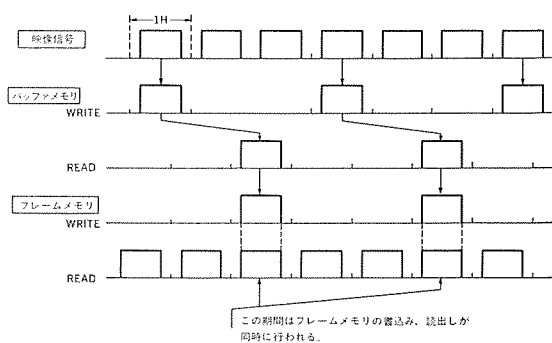 1H
映像信号
バッファメモリ
WRITE
READ
フレームメモリ
WRITE
READ
この期間はフレームメモリの書込み、読出しが
同時に行われる。